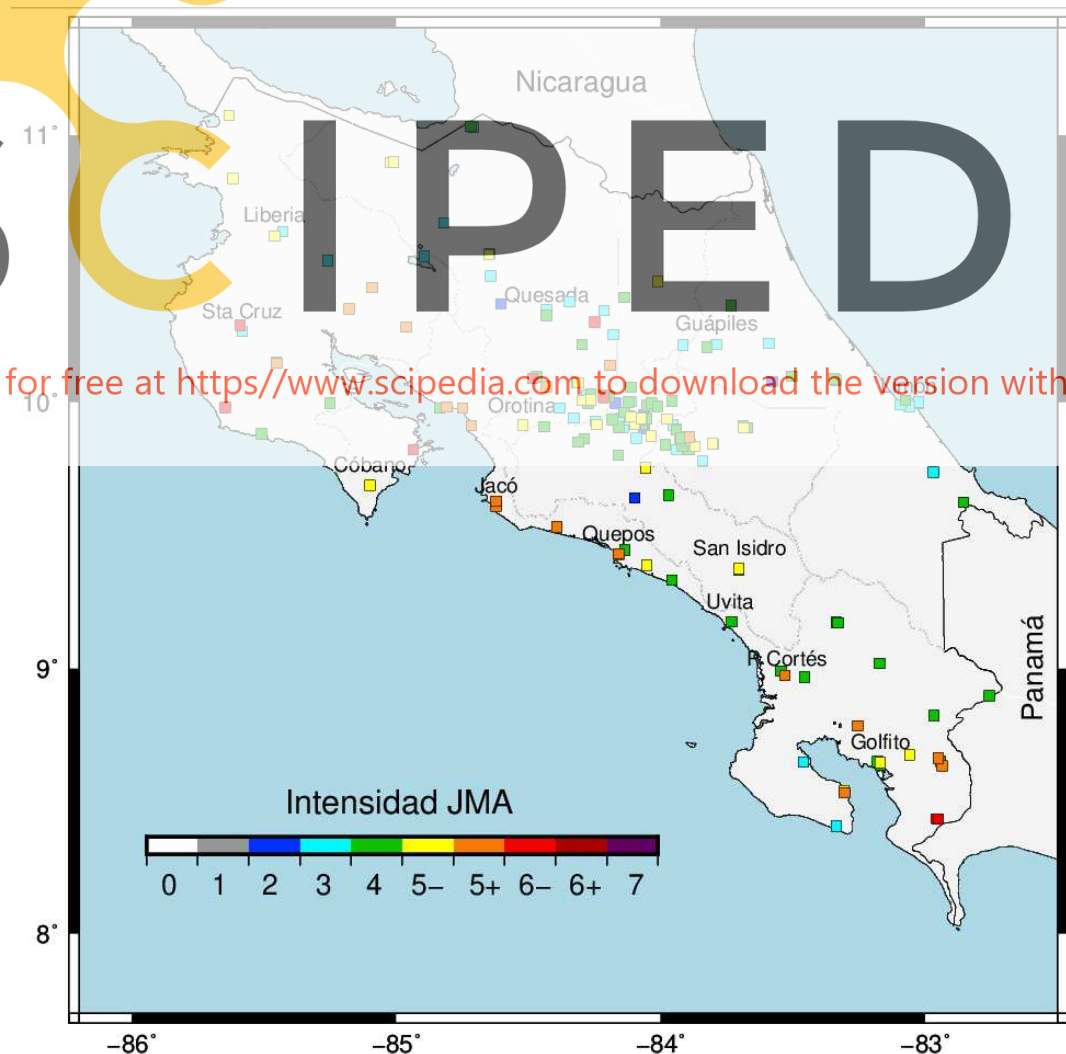 Nicaragua
11°
SCIPED
Liberia
Quesada
Sta Cruz
Guápiles
for free at https//www.scipedia.com to download the version with
10°
Orotina
Cóbano
Jacó
Quepos
San Isidro
Uvita
P. Cortés
9°
Panamá
Golfito
Intensidad JMA
0 1 2 3 4 5− 5+ 6− 6+ 7
8°
−86° −85° −84° −83°